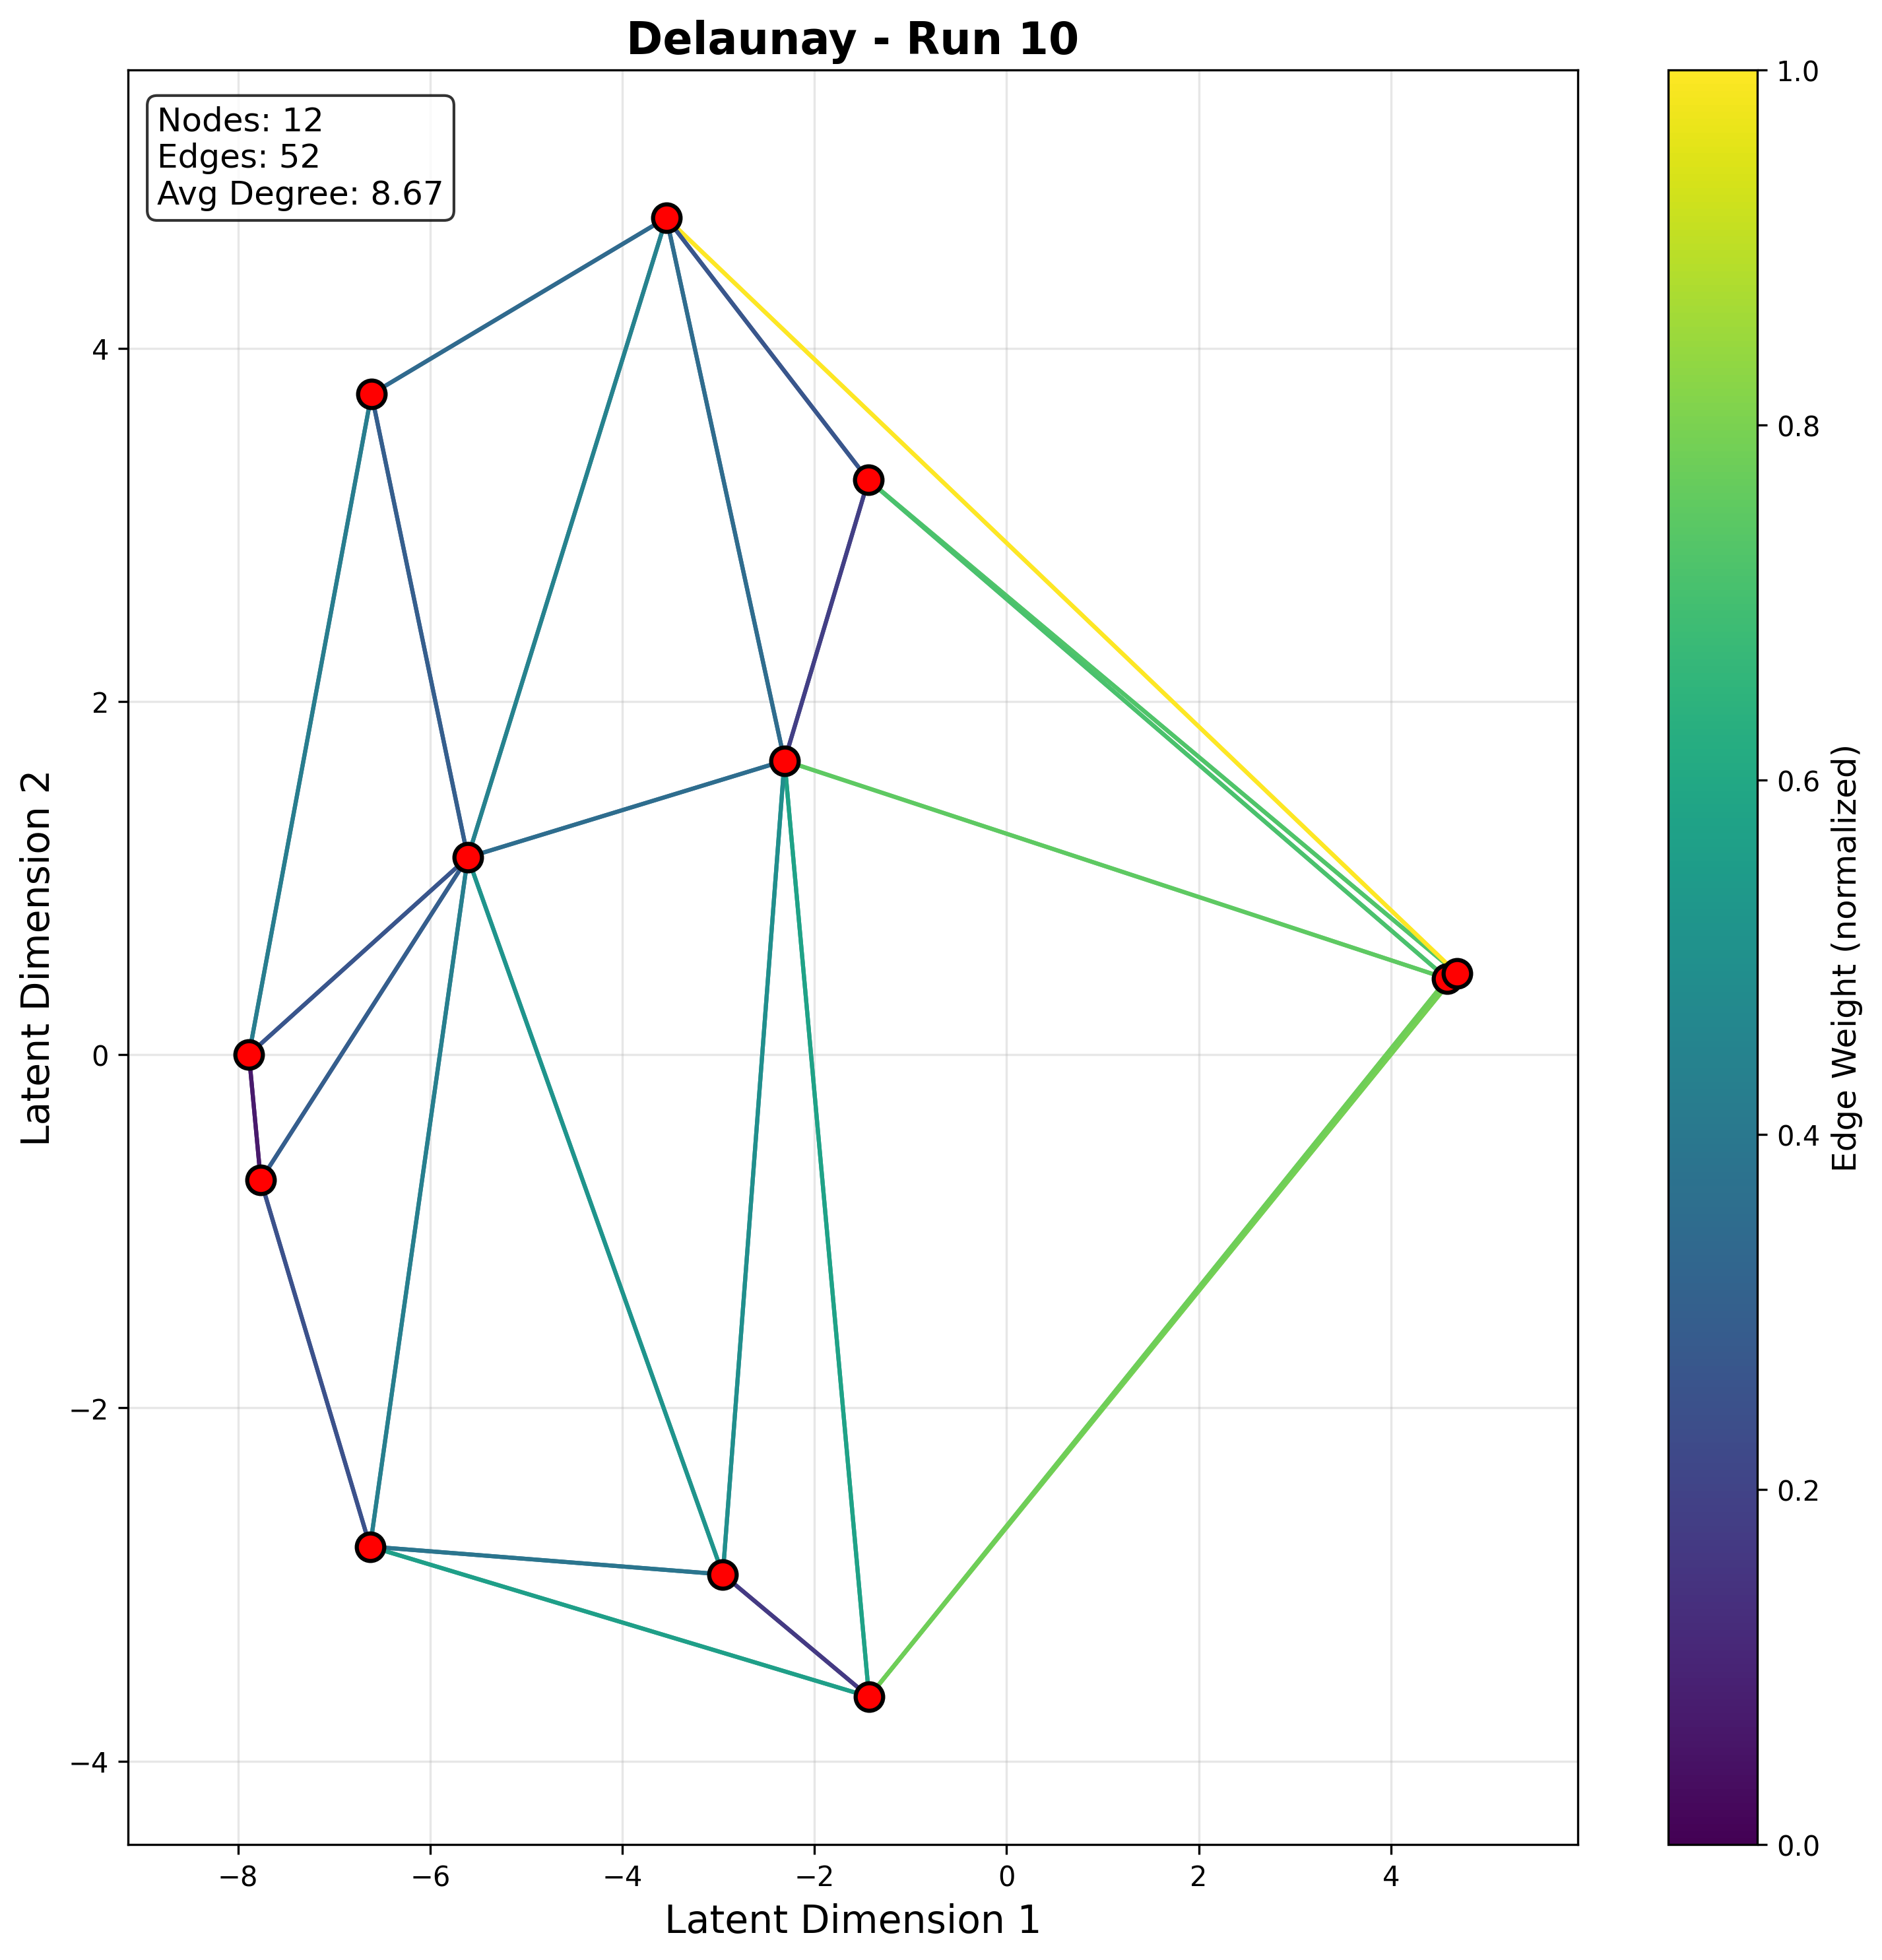 Delaunay - Run 10
Nodes: 12
Edges: 52
Avg Degree: 8.67
4
2
0
−2
−4
Latent Dimension 2
−8
−6
−4
−2
0
2
4
Latent Dimension 1
1.0
0.8
0.6
0.4
0.2
0.0
Edge Weight (normalized)